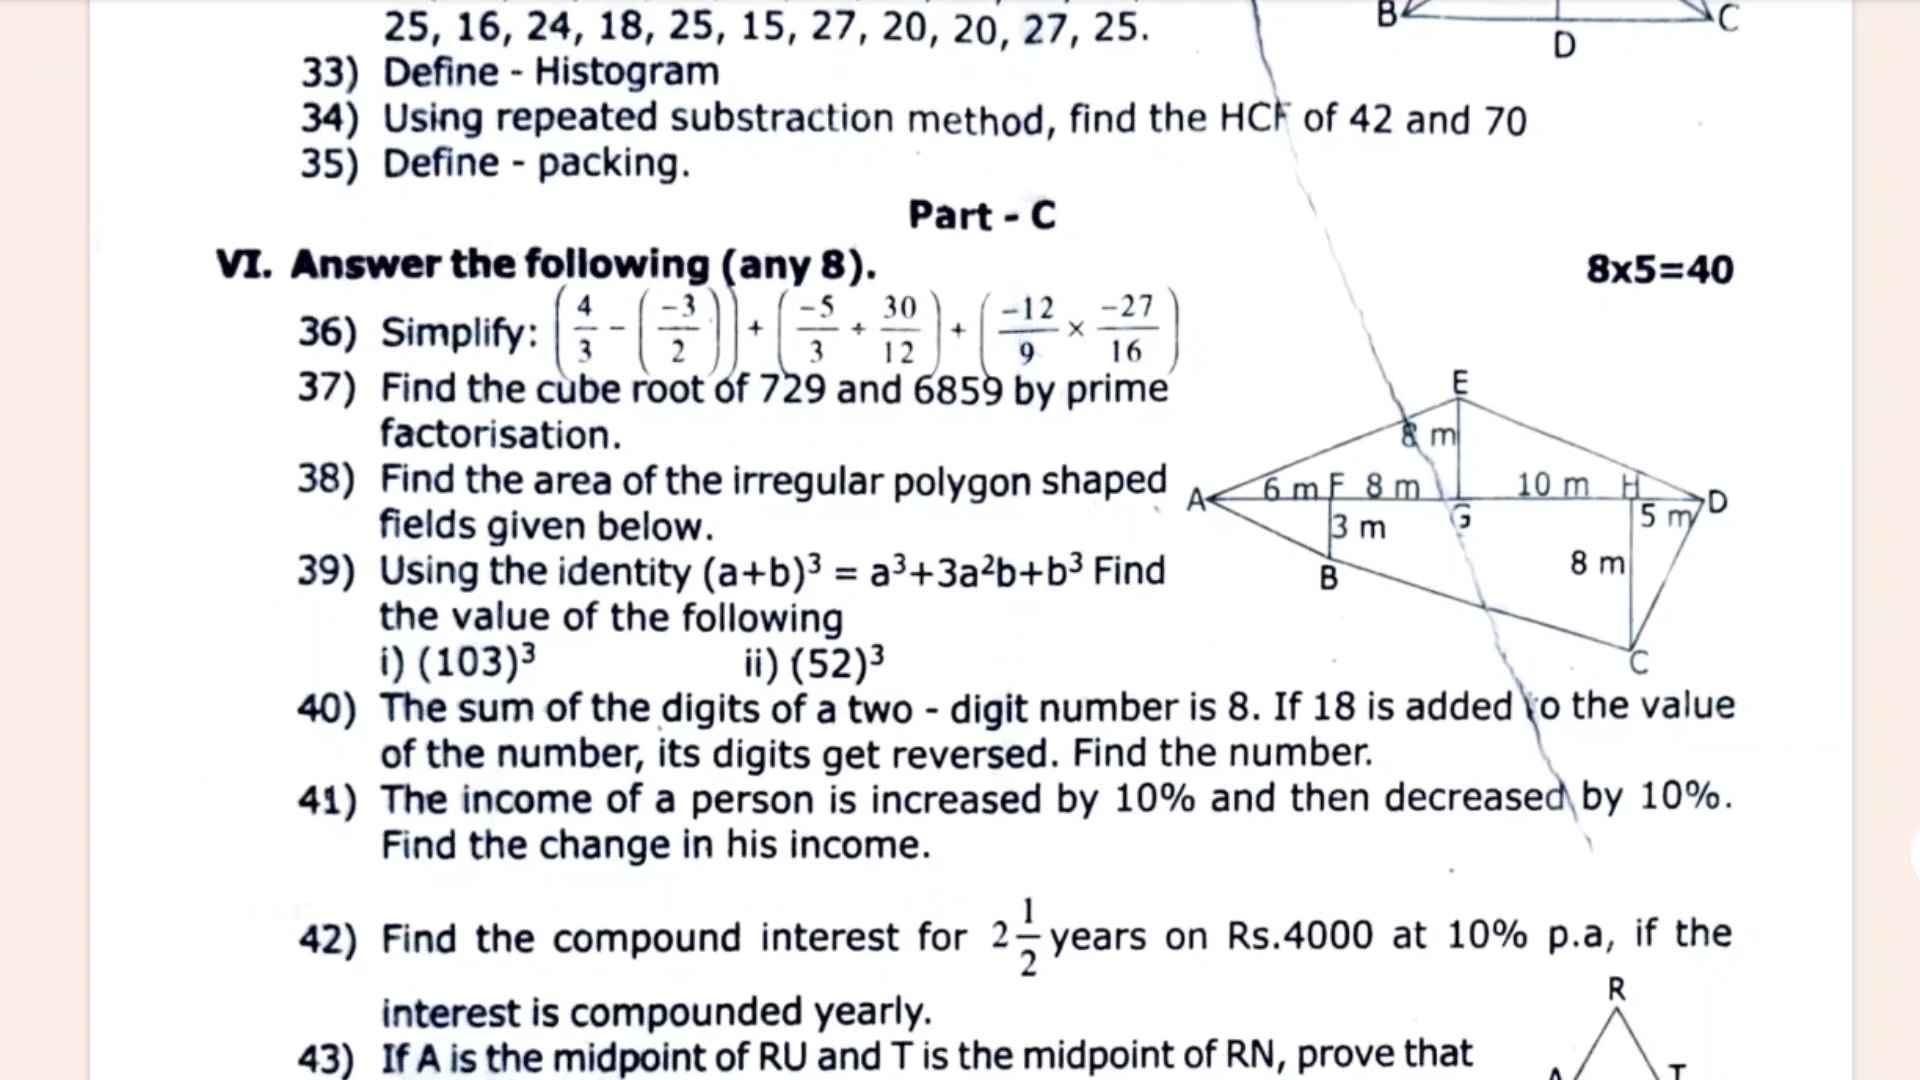 25, 16, 24, 18, 25, 15, 27, 20, 20, 27, 25.
B
C
D
33) Define - Histogram
34) Using repeated substraction method, find the HCF of 42 and 70
35) Define - packing.
Part - C
VI. Answer the following (any 8). 8x5=40
36) Simplify: (4/3 - (-3/2)) + (-5/3 ÷ 30/12) + (-12/9 × -27/16)
37) Find the cube root of 729 and 6859 by prime
factorisation.
38) Find the area of the irregular polygon shaped
fields given below.
39) Using the identity (a+b)³ = a³+3a²b+b³ Find
the value of the following
i) (103)³ ii) (52)³
E
8 m
A 6 m F 8 m G 10 m H D
3 m
5 m
8 m
B
C
40) The sum of the digits of a two - digit number is 8. If 18 is added to the value
of the number, its digits get reversed. Find the number.
41) The income of a person is increased by 10% and then decreased by 10%.
Find the change in his income.
42) Find the compound interest for 2 1/2 years on Rs.4000 at 10% p.a, if the
interest is compounded yearly.
R
43) If A is the midpoint of RU and T is the midpoint of RN, prove that
A
T